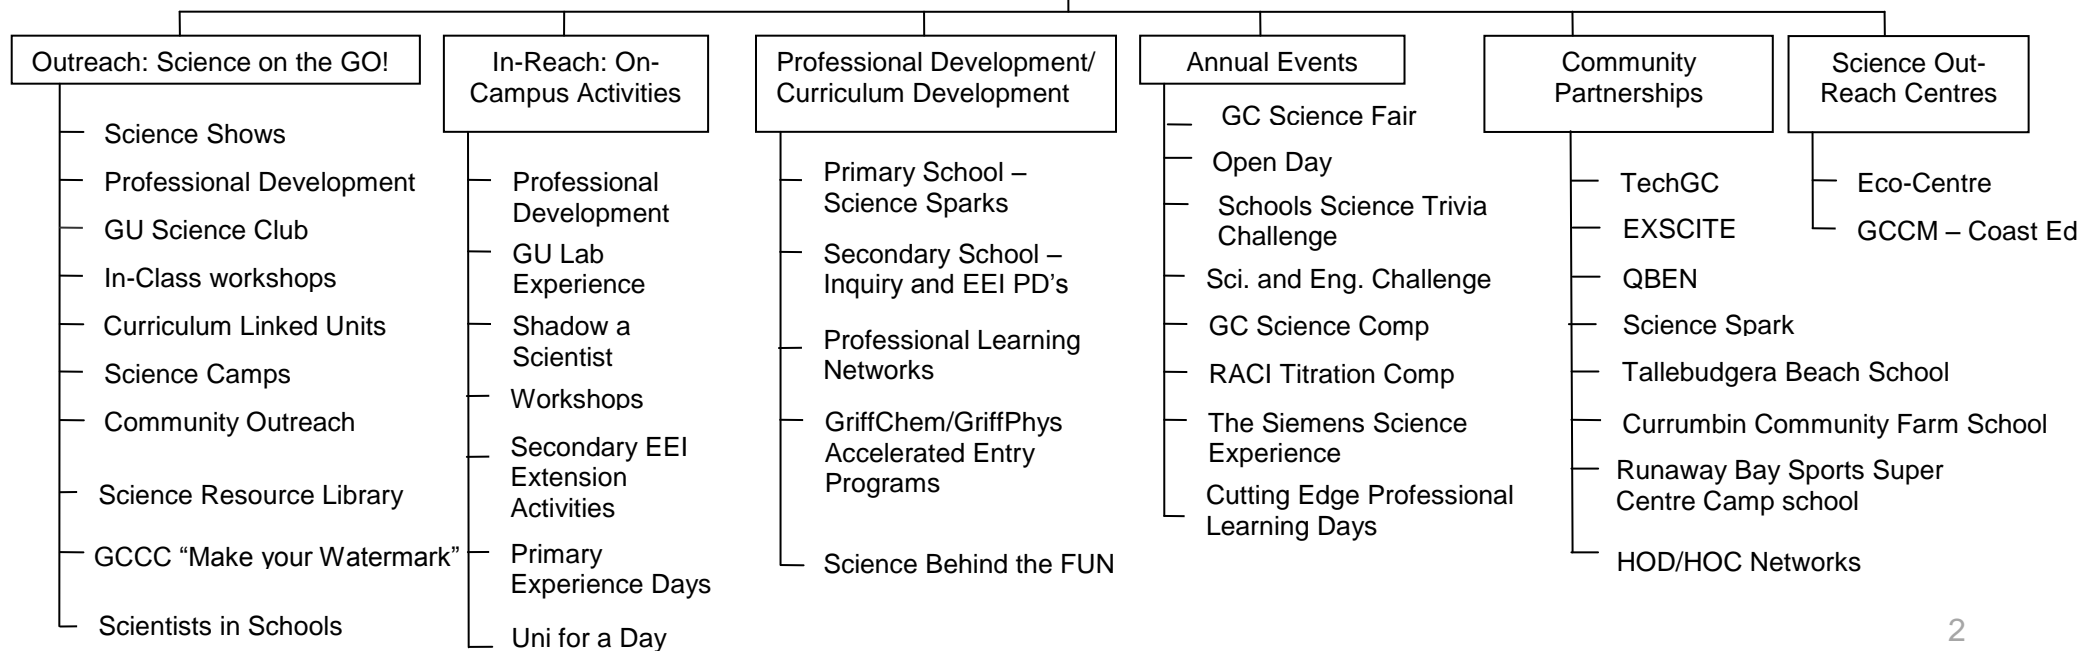 Outreach: Science on the GO!
Science Shows
Professional Development
GU Science Club
In-Class workshops
Curriculum Linked Units
Science Camps
Community Outreach
Science Resource Library
GCCC “Make your Watermark”
Scientists in Schools
In-Reach: On-
Campus Activities
Professional
Development
GU Lab
Experience
Shadow a
Scientist
Workshops
Secondary EEI
Extension
Activities
Primary
Experience Days
Uni for a Day
Professional Development/
Curriculum Development
Primary School –
Science Sparks
Secondary School –
Inquiry and EEI PD’s
Professional Learning
Networks
GriffChem/GriffPhys
Accelerated Entry
Programs
Science Behind the FUN
Annual Events
GC Science Fair
Open Day
Schools Science Trivia
Challenge
Sci. and Eng. Challenge
GC Science Comp
RACI Titration Comp
The Siemens Science
Experience
Cutting Edge Professional
Learning Days
Community
Partnerships
TechGC
EXSCITE
QBEN
Science Spark
Tallebudgera Beach School
Currumbin Community Farm School
Runaway Bay Sports Super
Centre Camp school
HOD/HOC Networks
Science Out-
Reach Centres
Eco-Centre
GCCM – Coast Ed
2